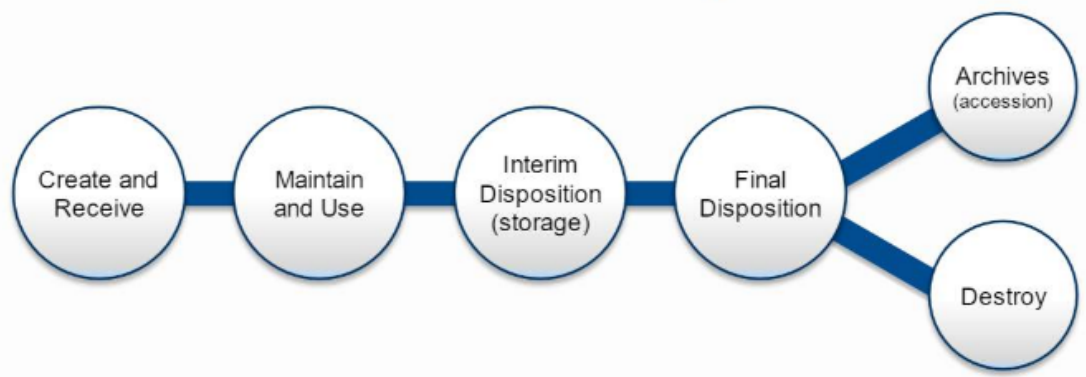 Create and
Receive
Maintain
and Use
Interim
Disposition
(storage)
Final
Disposition
Archives
(accession)
Destroy